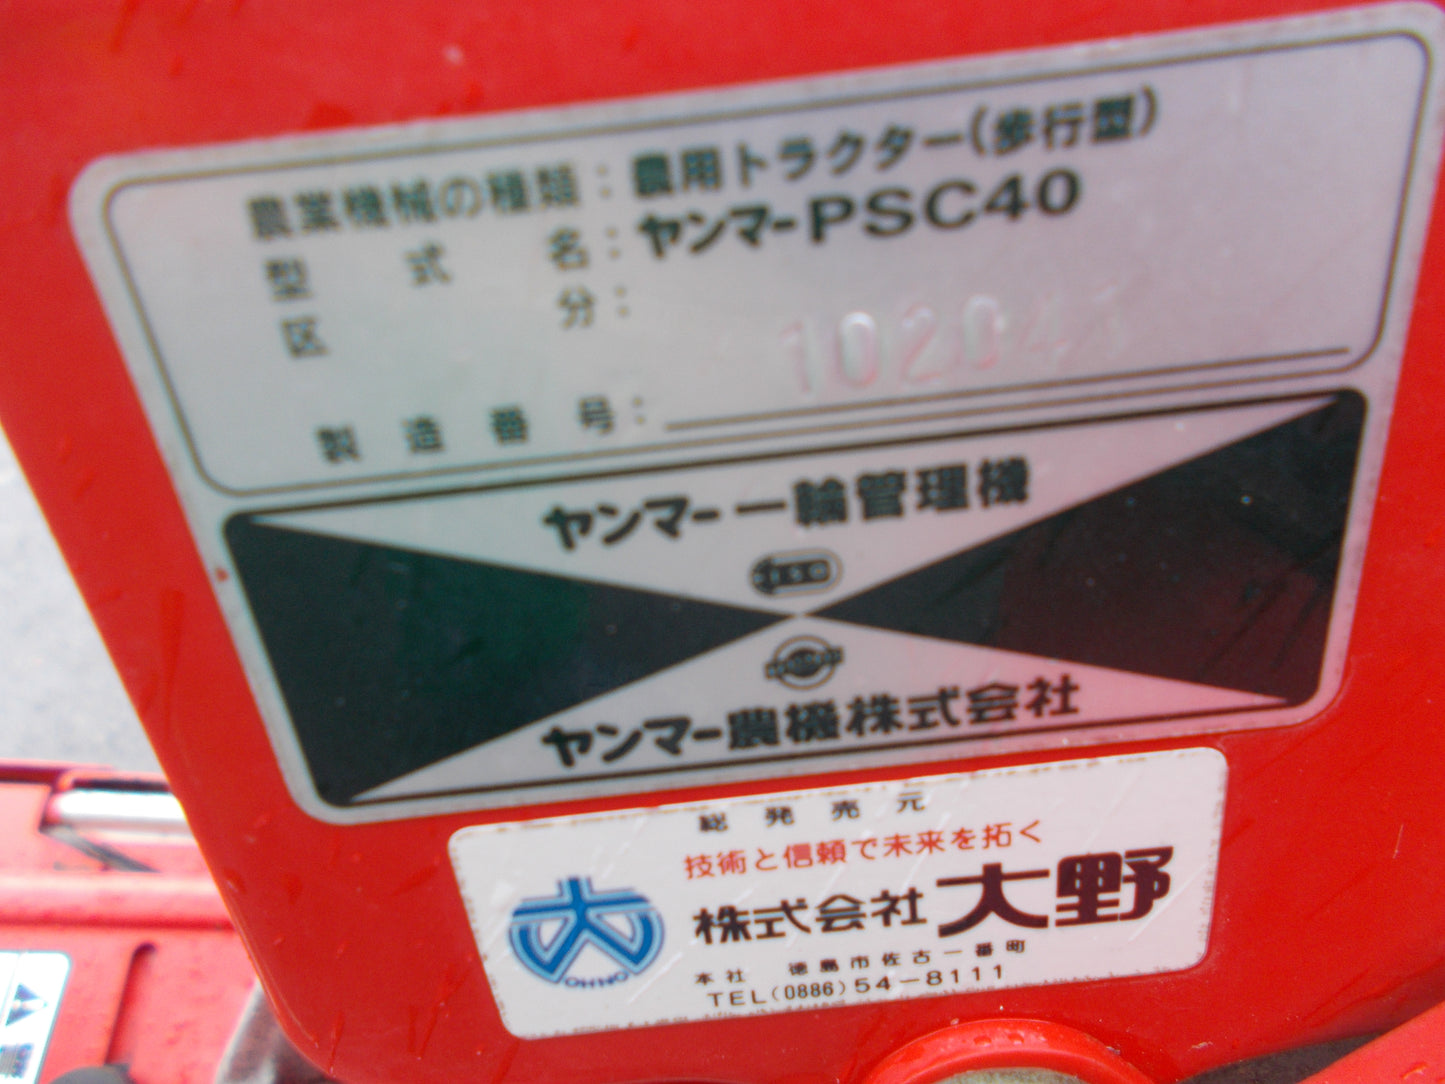 農業機械の種類：農用トラクター(歩行型)
型式名：ヤンマーPSC40
区分：
製造番号：
ヤンマー一輪管理機
ヤンマー農機株式会社
総発売元
技術と信頼で未来を拓く
株式会社大野
OHNO
本社 徳島市佐古一番町
TEL(0886)54-8111